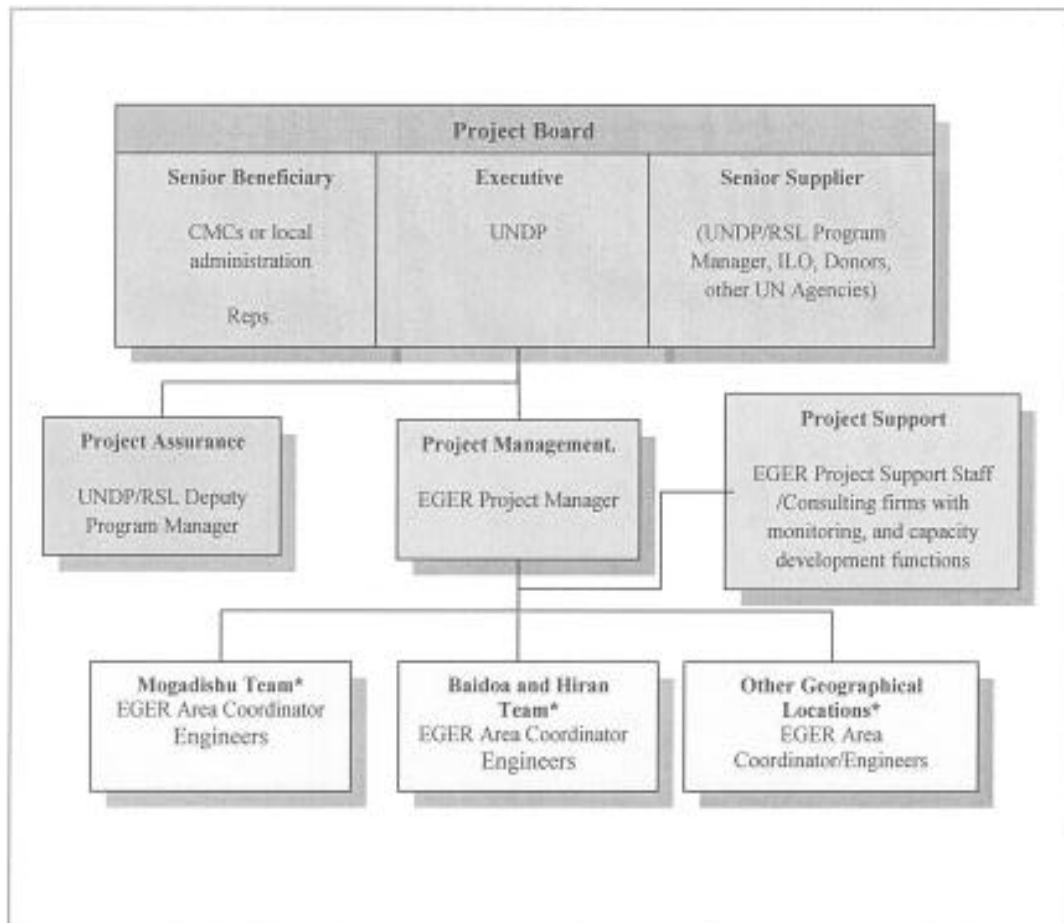 Project Board
Senior Beneficiary
CMCs or local
administration
Reps.
Executive
UNDP
Senior Supplier
(UNDP/RSL Program
Manager, ILO, Donors,
other UN Agencies)
Project Assurance
UNDP/RSL Deputy
Program Manager
Project Management.
EGER Project Manager
Project Support
EGER Project Support Staff
/Consulting firms with
monitoring, and capacity
development functions
Mogadishu Team*
EGER Area Coordinator
Engineers
Baidoa and Hiran
Team*
EGER Area Coordinator
Engineers
Other Geographical
Locations*
EGER Area
Coordinator/Engineers